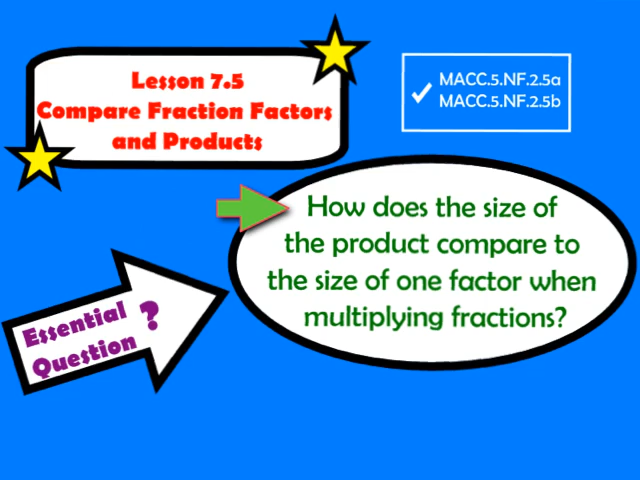 Lesson 7.5
Compare Fraction Factors
and Products
MACC.5.NF.2.5a
MACC.5.NF.2.5b
How does the size of
the product compare to
the size of one factor when
multiplying fractions?
Essential
Question
?